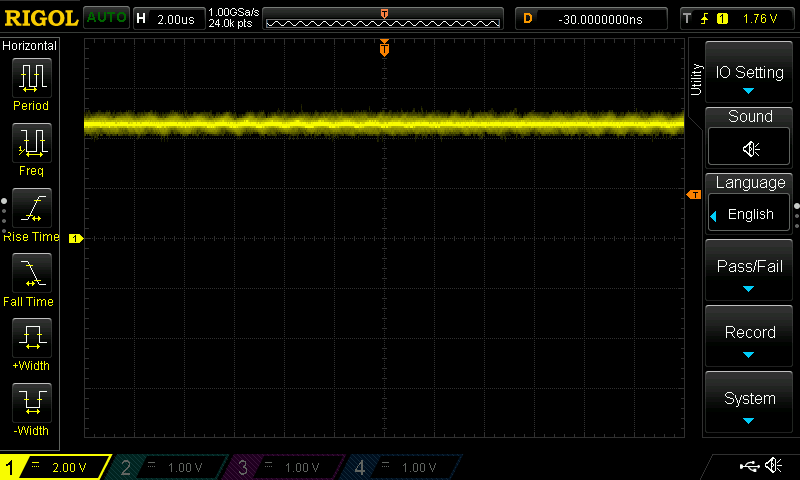 RIGOL AUTO H 2.00us 1.00GSa/s 24.0k pts T D -30.0000000ns T 1 1.76 V
Horizontal
Period
Freq
Rise Time
Fall Time
+Width
-Width
T
T
1
Utility
IO Setting
Sound
Language
English
Pass/Fail
Record
System
1 2.00 V 2 1.00 V 3 1.00 V 4 1.00 V